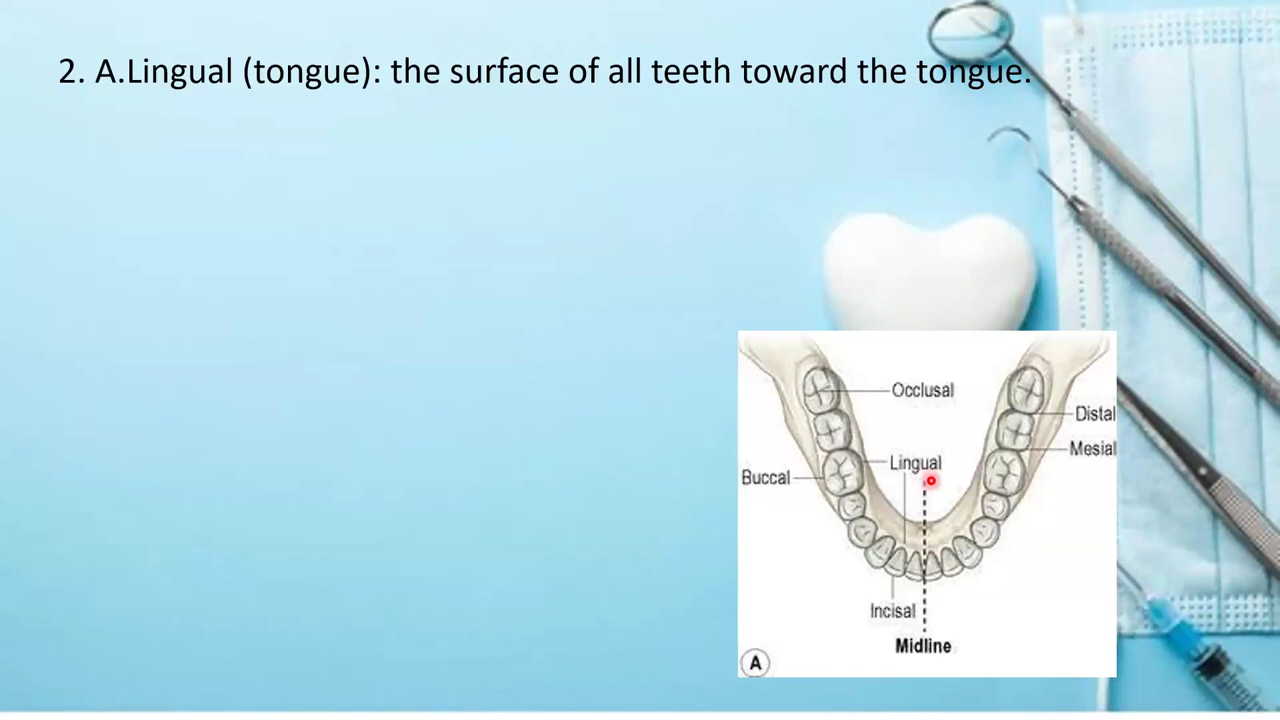 2. A.Lingual (tongue): the surface of all teeth toward the tongue.
Occlusal
Distal
Mesial
Lingual
Buccal
Incisal
Midline
A